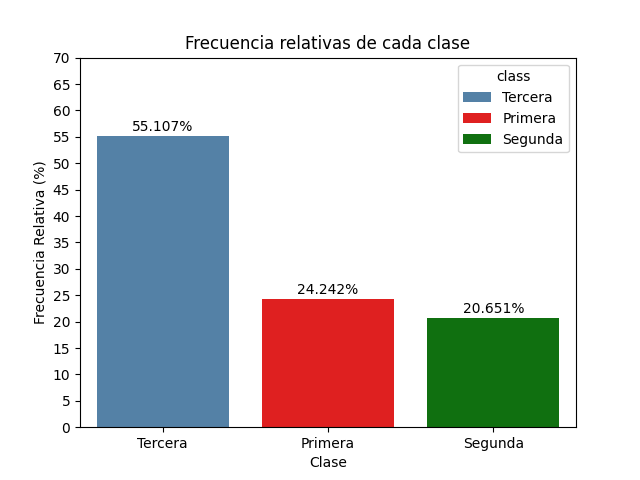 Frecuencia relativas de cada clase
Frecuencia Relativa (%)
70
65
60
55
50
45
40
35
30
25
20
15
10
5
0
55.107%
24.242%
20.651%
class
Tercera
Primera
Segunda
Tercera
Primera
Segunda
Clase